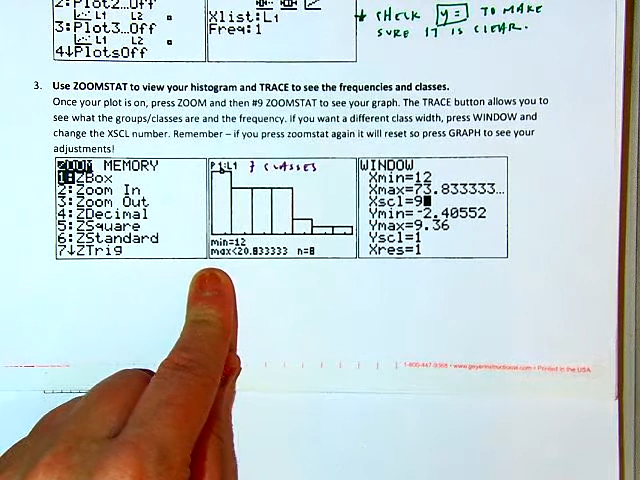 2:Plot2…Off
L1 L2
3:Plot3…Off
L1 L2
4↓PlotsOff
Xlist:L1
Freq:1
* CHECK Y= TO MAKE
SURE IT IS CLEAR.
3. Use ZOOMSTAT to view your histogram and TRACE to see the frequencies and classes.
Once your plot is on, press ZOOM and then #9 ZOOMSTAT to see your graph. The TRACE button allows you to
see what the groups/classes are and the frequency. If you want a different class width, press WINDOW and
change the XSCL number. Remember – if you press zoomstat again it will reset so press GRAPH to see your
adjustments!
ZOOM MEMORY
1:ZBox
2:Zoom In
3:Zoom Out
4:ZDecimal
5:ZSquare
6:ZStandard
7↓ZTrig
P1:L1 7 CLASSES
min=12
max<20.833333 n=8
WINDOW
Xmin=12
Xmax=73.833333…
Xscl=9
Ymin=-2.40552
Ymax=9.36
Yscl=1
Xres=1
1-800-447-9368 • www.geyerinstructional.com • Printed in the USA